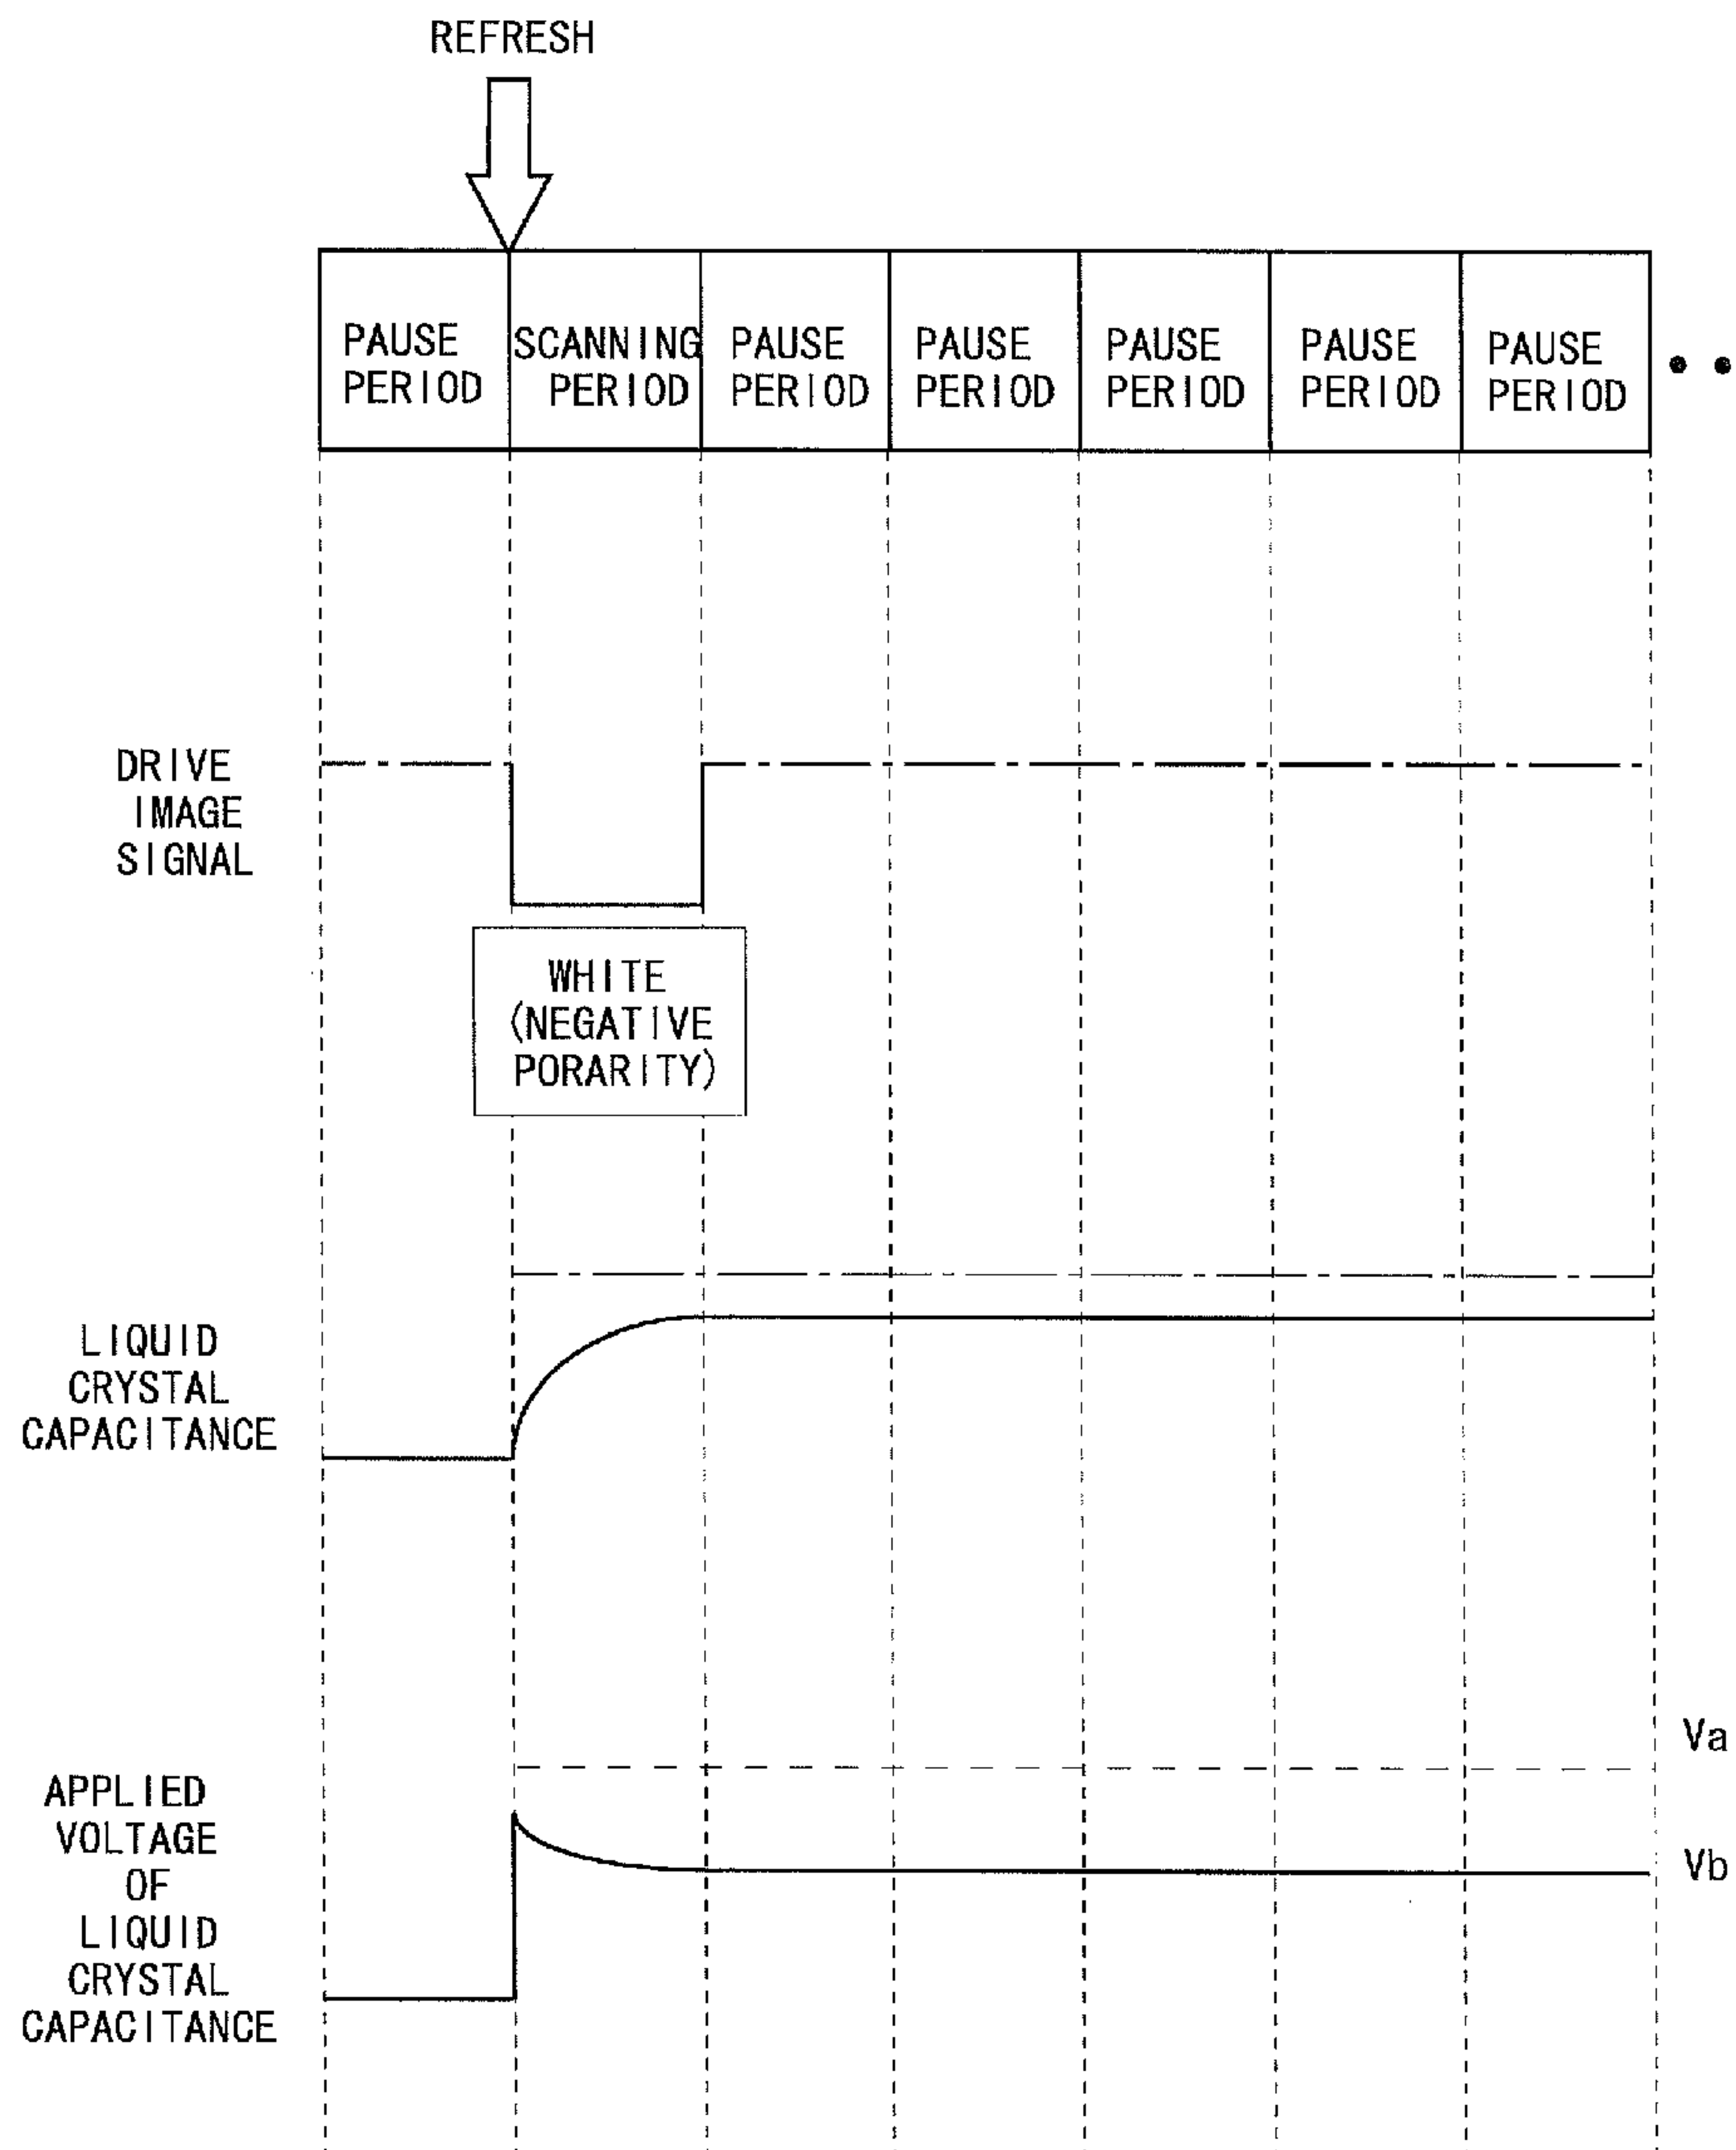 REFRESH
PAUSE
PERIOD
SCANNING
PERIOD
PAUSE
PERIOD
PAUSE
PERIOD
PAUSE
PERIOD
PAUSE
PERIOD
PAUSE
PERIOD
DRIVE
IMAGE
SIGNAL
WHITE
(NEGATIVE
PORARITY)
LIQUID
CRYSTAL
CAPACITANCE
Va
APPLIED
VOLTAGE
OF
LIQUID
CRYSTAL
CAPACITANCE
Vb